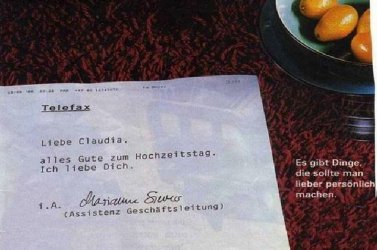 Telefax
Liebe Claudia,
alles Gute zum Hochzeitstag.
Ich liebe Dich.
i.A.
(Assistenz Geschäftsleitung)
Es gibt Dinge,
die sollte man
lieber persönlich
machen.